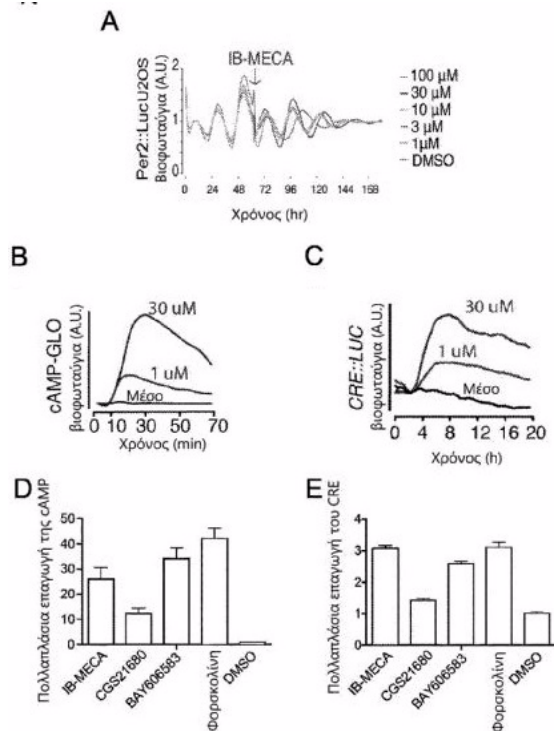 A
IB-MECA
Per2::LucU2OS
Βιοφωταύγια (A.U.)
2
1
0
0 24 48 72 96 120 144 168
Χρόνος (hr)
100 μM
30 μM
10 μM
3 μM
1μM
DMSO
B
cAMP-GLO
βιοφωταύγια (A.U.)
30 uM
1 uM
Μέσο
0 10 30 50 70
Χρόνος (min)
C
CRE::LUC
βιοφωταύγια (A.U.)
30 uM
1 uM
Μέσο
0 4 8 12 16 20
Χρόνος (h)
D
Πολλαπλάσια επαγωγή της cAMP
50
40
30
20
10
0
IB-MECA
CGS21680
BAY606583
Φορσκολίνη
DMSO
E
Πολλαπλάσια επαγωγή του CRE
4
3
2
1
0
IB-MECA
CGS21680
BAY606583
Φορσκολίνη
DMSO